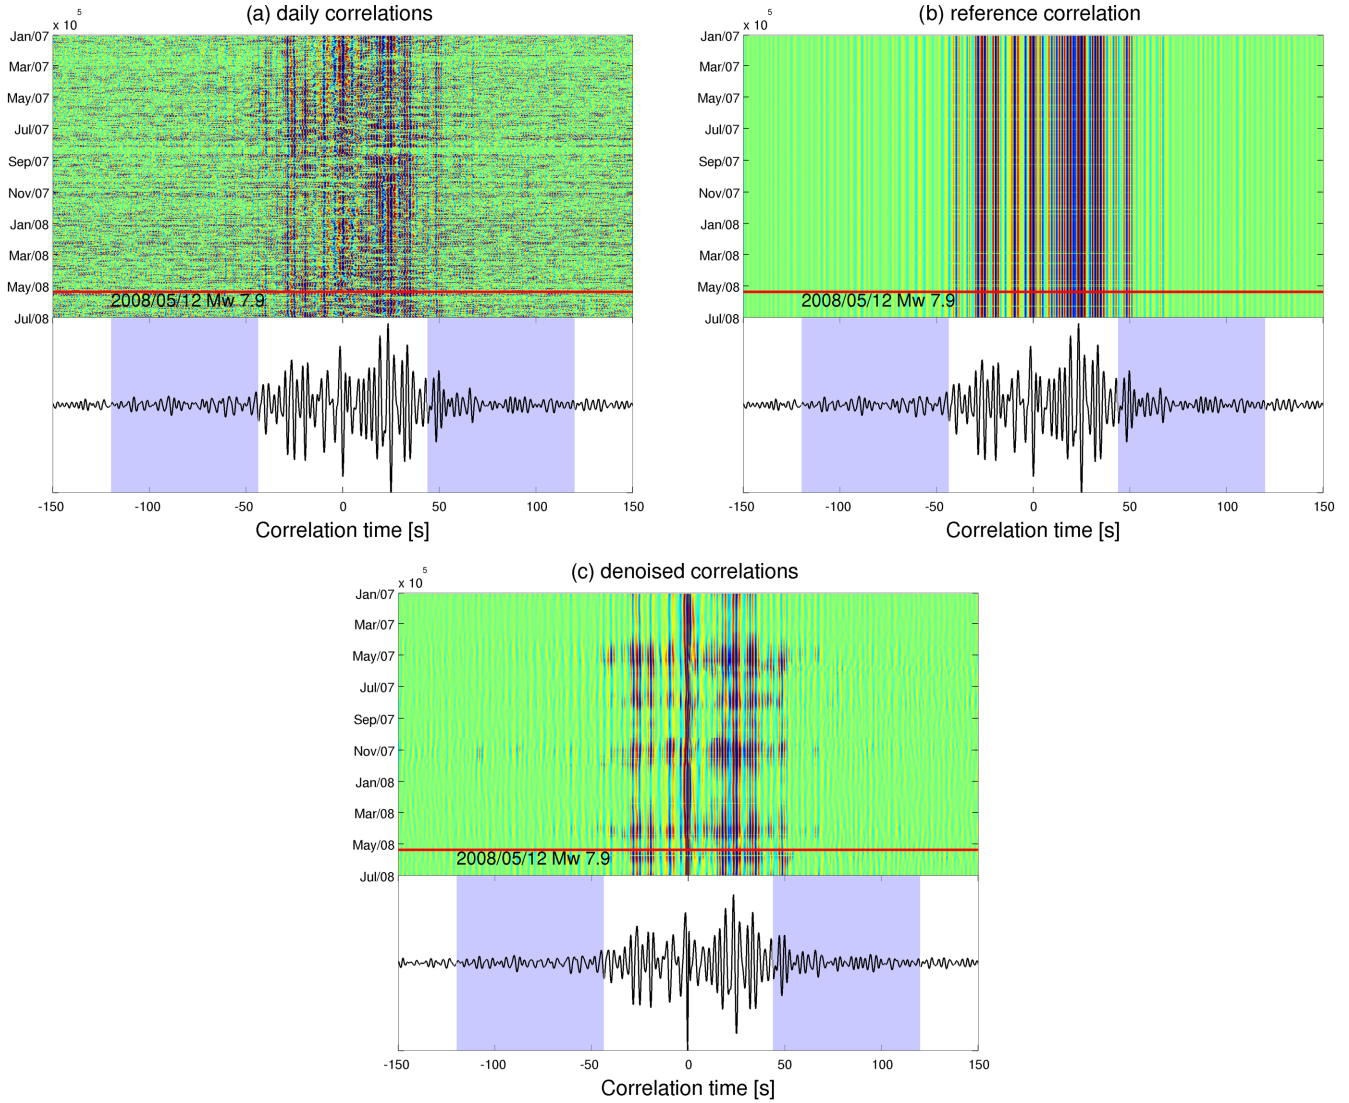 (a) daily correlations
x 10 5
Jan/07
Mar/07
May/07
Jul/07
Sep/07
Nov/07
Jan/08
Mar/08
May/08
Jul/08
2008/05/12 Mw 7.9
-150 -100 -50 0 50 100 150
Correlation time [s]
(b) reference correlation
x 10 5
Jan/07
Mar/07
May/07
Jul/07
Sep/07
Nov/07
Jan/08
Mar/08
May/08
Jul/08
2008/05/12 Mw 7.9
-150 -100 -50 0 50 100 150
Correlation time [s]
(c) denoised correlations
x 10 5
Jan/07
Mar/07
May/07
Jul/07
Sep/07
Nov/07
Jan/08
Mar/08
May/08
Jul/08
2008/05/12 Mw 7.9
-150 -100 -50 0 50 100 150
Correlation time [s]